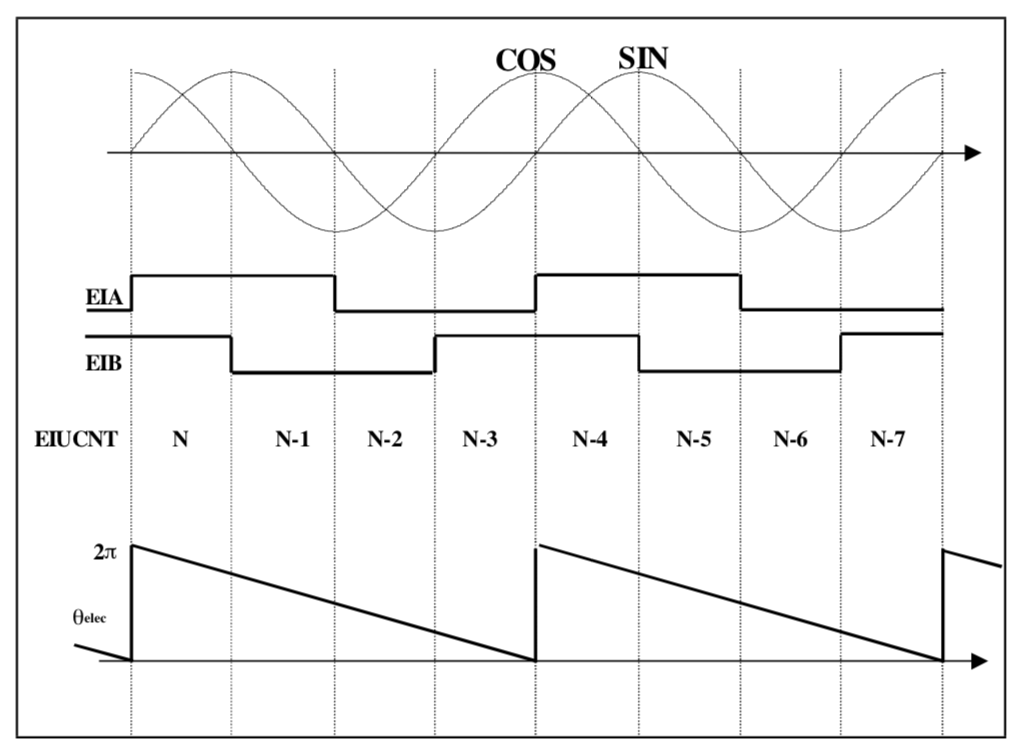 COS SIN
EIA
EIB
EIUCNT N N-1 N-2 N-3 N-4 N-5 N-6 N-7
2π
θelec